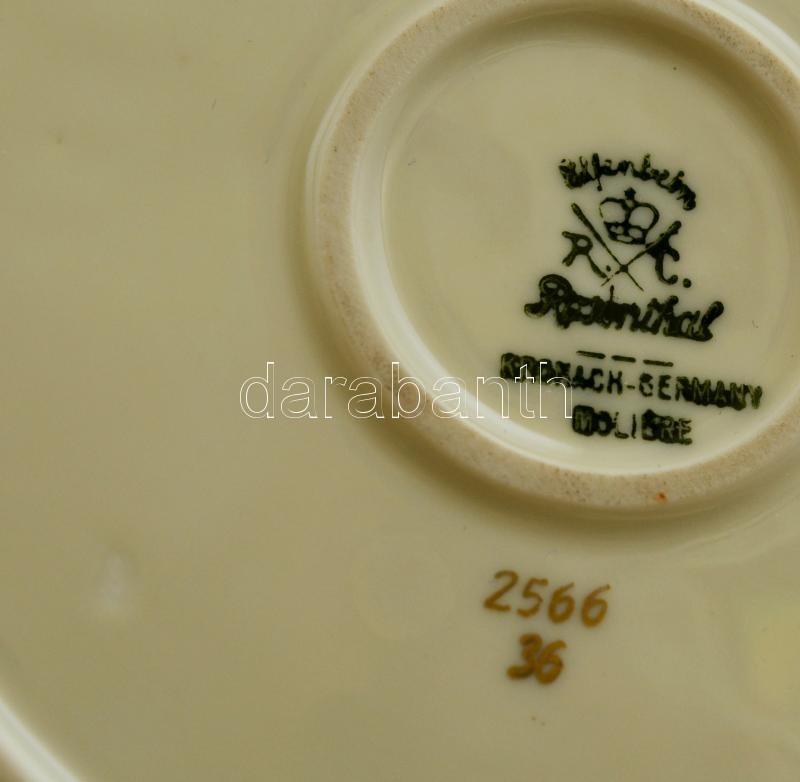 R. C.
Rosenthal
KRONACH-GERMANY
MOLIÈRE
darabanth
2566
36